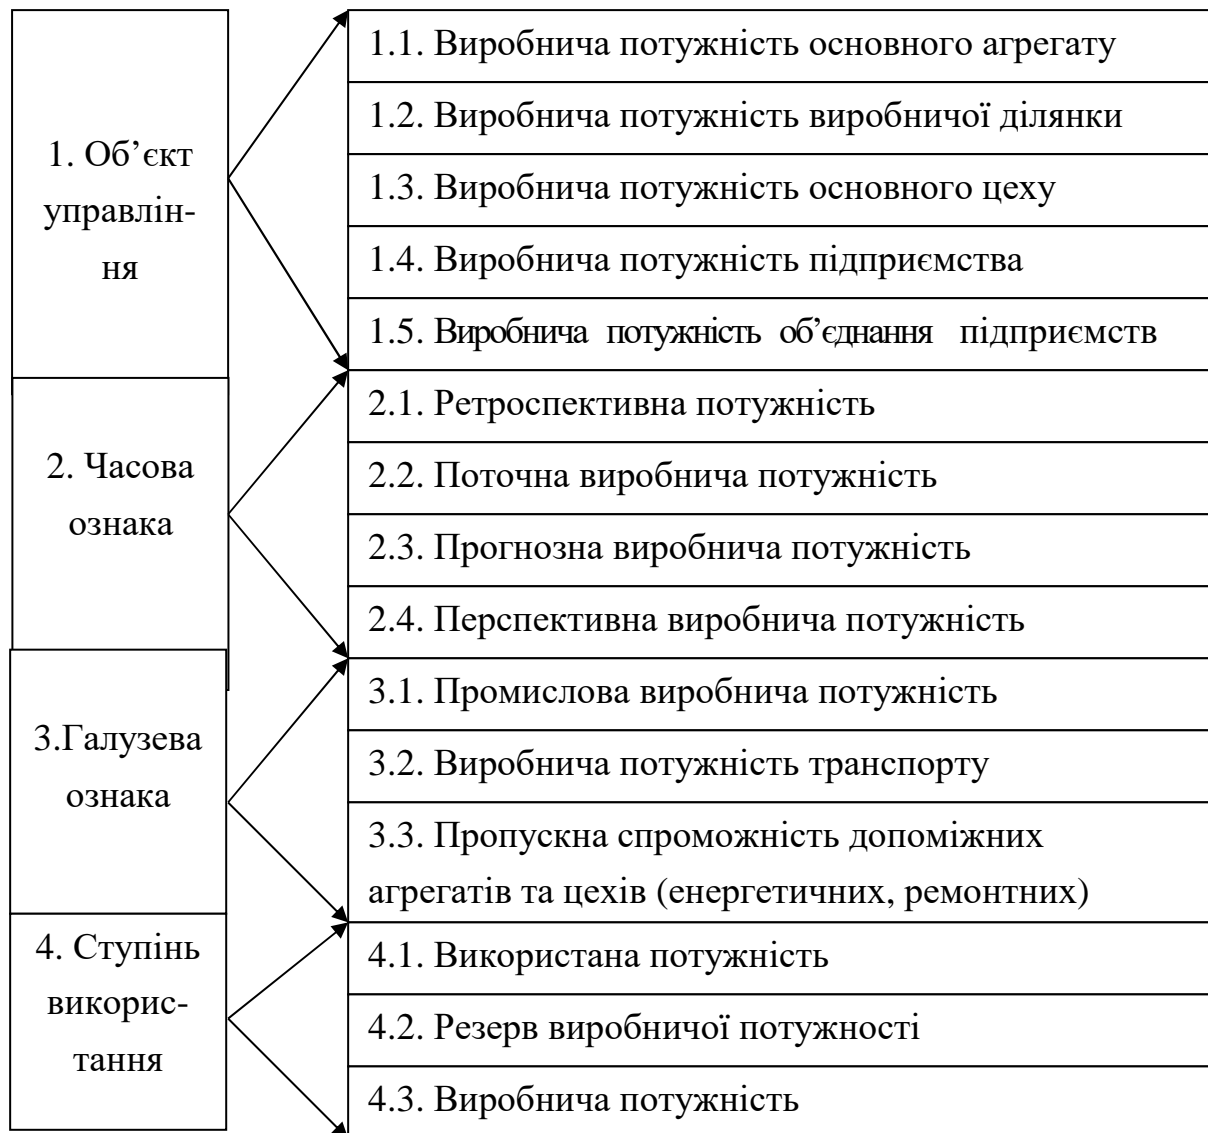 1. Об’єкт
управлін-
ня
1.1. Виробнича потужність основного агрегату
1.2. Виробнича потужність виробничої ділянки
1.3. Виробнича потужність основного цеху
1.4. Виробнича потужність підприємства
1.5. Виробнича потужність об’єднання підприємств
2. Часова
ознака
2.1. Ретроспективна потужність
2.2. Поточна виробнича потужність
2.3. Прогнозна виробнича потужність
2.4. Перспективна виробнича потужність
3.Галузева
ознака
3.1. Промислова виробнича потужність
3.2. Виробнича потужність транспорту
3.3. Пропускна спроможність допоміжних
агрегатів та цехів (енергетичних, ремонтних)
4. Ступінь
викорис-
тання
4.1. Використана потужність
4.2. Резерв виробничої потужності
4.3. Виробнича потужність